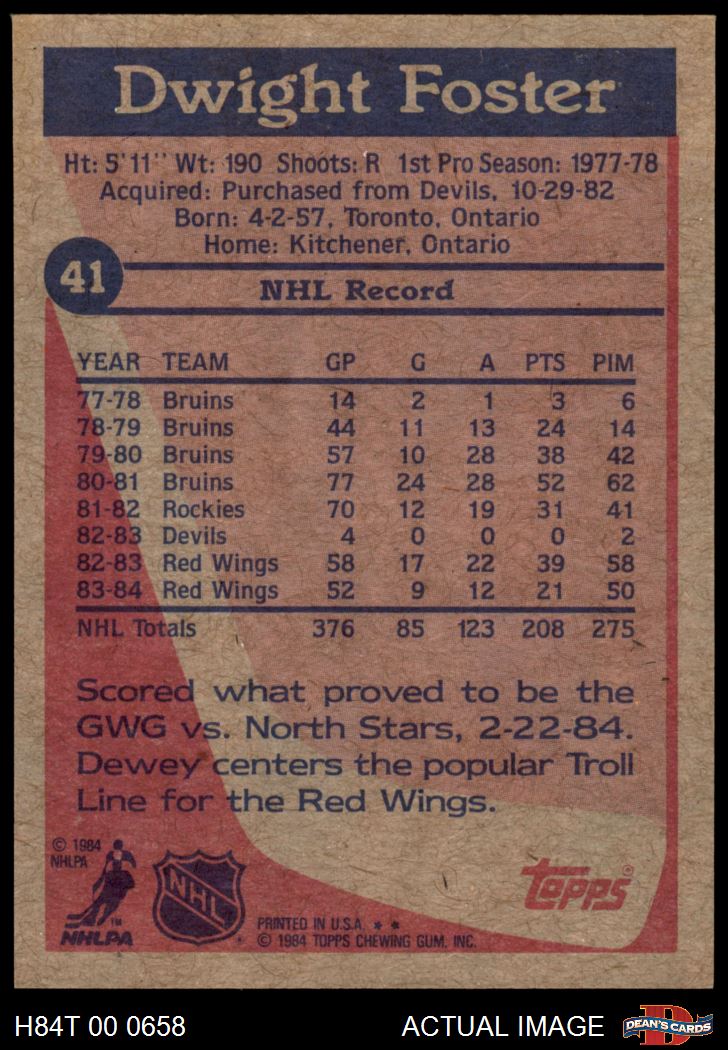 Dwight Foster
Ht: 5'11" Wt: 190 Shoots: R 1st Pro Season: 1977-78
Acquired: Purchased from Devils, 10-29-82
Born: 4-2-57, Toronto, Ontario
Home: Kitchener, Ontario
41
NHL Record
YEAR TEAM GP G A PTS PIM
77-78 Bruins 14 2 1 3 6
78-79 Bruins 44 11 13 24 14
79-80 Bruins 57 10 28 38 42
80-81 Bruins 77 24 28 52 62
81-82 Rockies 70 12 19 31 41
82-83 Devils 4 0 0 0 2
82-83 Red Wings 58 17 22 39 58
83-84 Red Wings 52 9 12 21 50
NHL Totals 376 85 123 208 275
Scored what proved to be the
GWG vs. North Stars, 2-22-84.
Dewey centers the popular Troll
Line for the Red Wings.
© 1984
NHLPA
™
NHLPA
NHL
topps®
PRINTED IN U.S.A. * *
© 1984 TOPPS CHEWING GUM, INC.
H84T 00 0658
ACTUAL IMAGE
D
DEAN'S CARDS